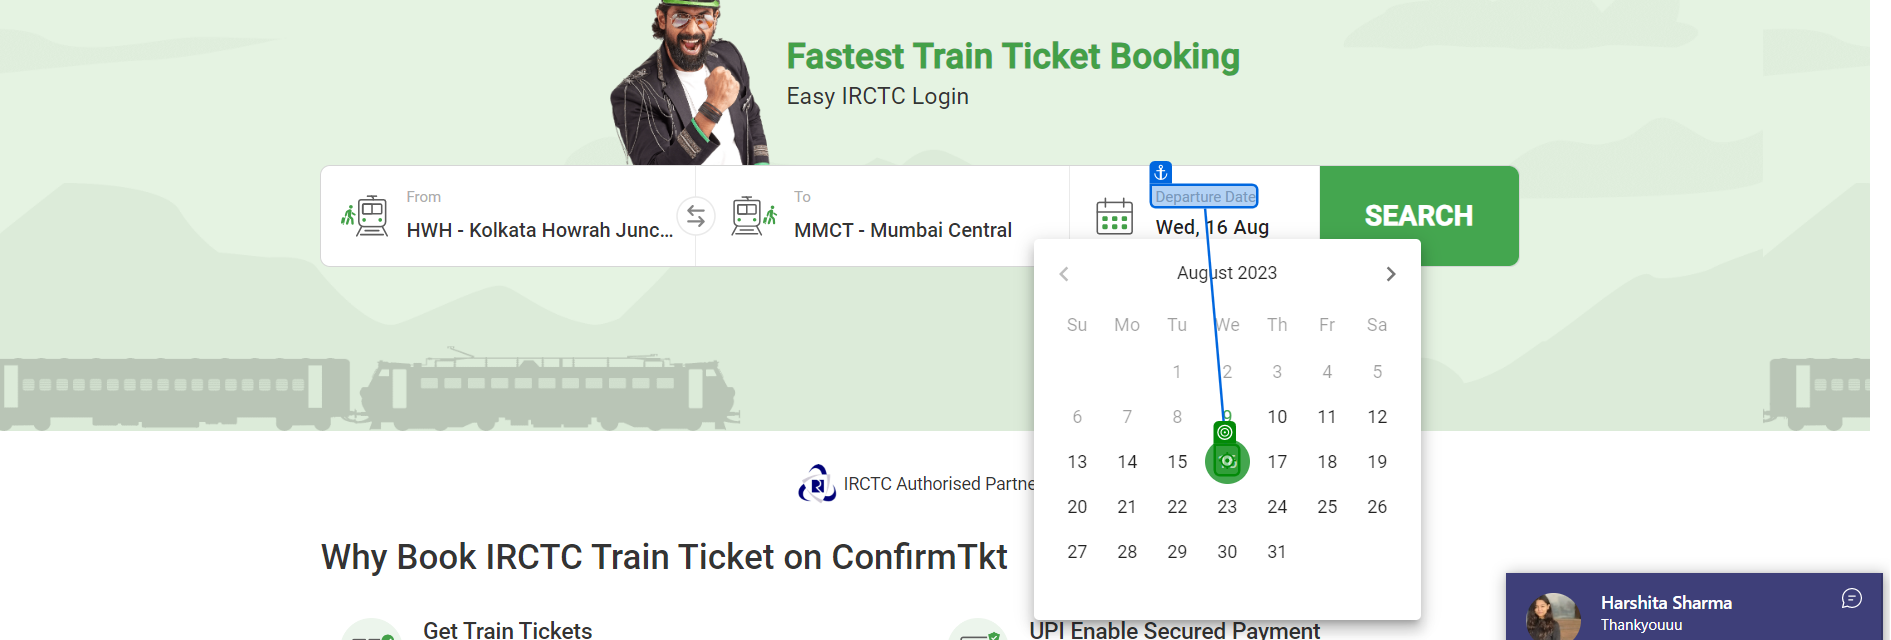 Fastest Train Ticket Booking
Easy IRCTC Login
From
HWH - Kolkata Howrah Junc...
To
MMCT - Mumbai Central
Departure Date
Wed, 16 Aug
SEARCH
August 2023
Su Mo Tu We Th Fr Sa
1 2 3 4 5
6 7 8 9 10 11 12
13 14 15 17 18 19
20 21 22 23 24 25 26
27 28 29 30 31
IRCTC Authorised Partne
Why Book IRCTC Train Ticket on ConfirmTkt
Get Train Tickets
UPI Enable Secured Payment
Harshita Sharma
Thankyouuu